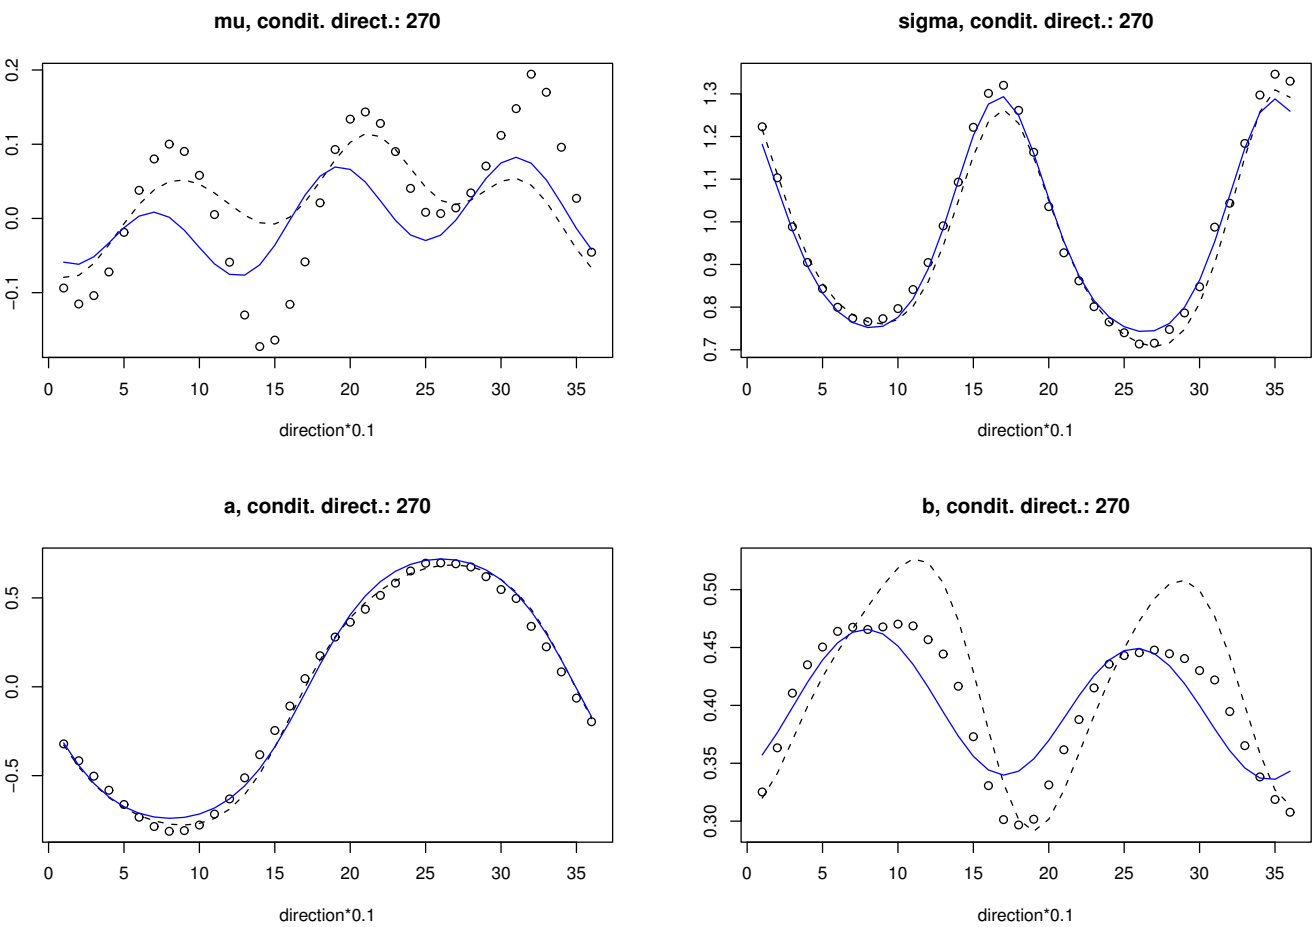 mu, condit. direct.: 270
0.2
0.1
0.0
−0.1
0 5 10 15 20 25 30 35
direction*0.1
sigma, condit. direct.: 270
1.3
1.2
1.1
1.0
0.9
0.8
0.7
0 5 10 15 20 25 30 35
direction*0.1
a, condit. direct.: 270
0.5
0.0
−0.5
0 5 10 15 20 25 30 35
direction*0.1
b, condit. direct.: 270
0.50
0.45
0.40
0.35
0.30
0 5 10 15 20 25 30 35
direction*0.1